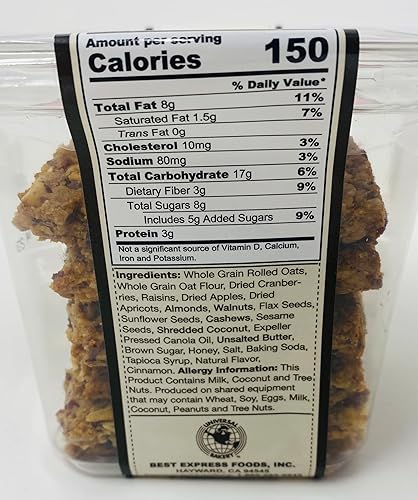 Amount per serving
Calories 150
% Daily Value*
Total Fat 8g 11%
Saturated Fat 1.5g 7%
Trans Fat 0g
Cholesterol 10mg 3%
Sodium 80mg 3%
Total Carbohydrate 17g 6%
Dietary Fiber 3g 9%
Total Sugars 8g
Includes 5g Added Sugars 9%
Protein 3g
Not a significant source of Vitamin D, Calcium,
Iron and Potassium.
Ingredients: Whole Grain Rolled Oats,
Whole Grain Oat Flour, Dried Cranber-
ries, Raisins, Dried Apples, Dried
Apricots, Almonds, Walnuts, Flax Seeds,
Sunflower Seeds, Cashews, Sesame
Seeds, Shredded Coconut, Expeller
Pressed Canola Oil, Unsalted Butter,
Brown Sugar, Honey, Salt, Baking Soda,
Tapioca Syrup, Natural Flavor,
Cinnamon. Allergy Information: This
Product Contains Milk, Coconut and Tree
Nuts. Produced on shared equipment
that may contain Wheat, Soy, Eggs, Milk,
Coconut, Peanuts and Tree Nuts.
UNIVERSAL
BAKERY
BEST EXPRESS FOODS, INC.
HAYWARD, CA 94545